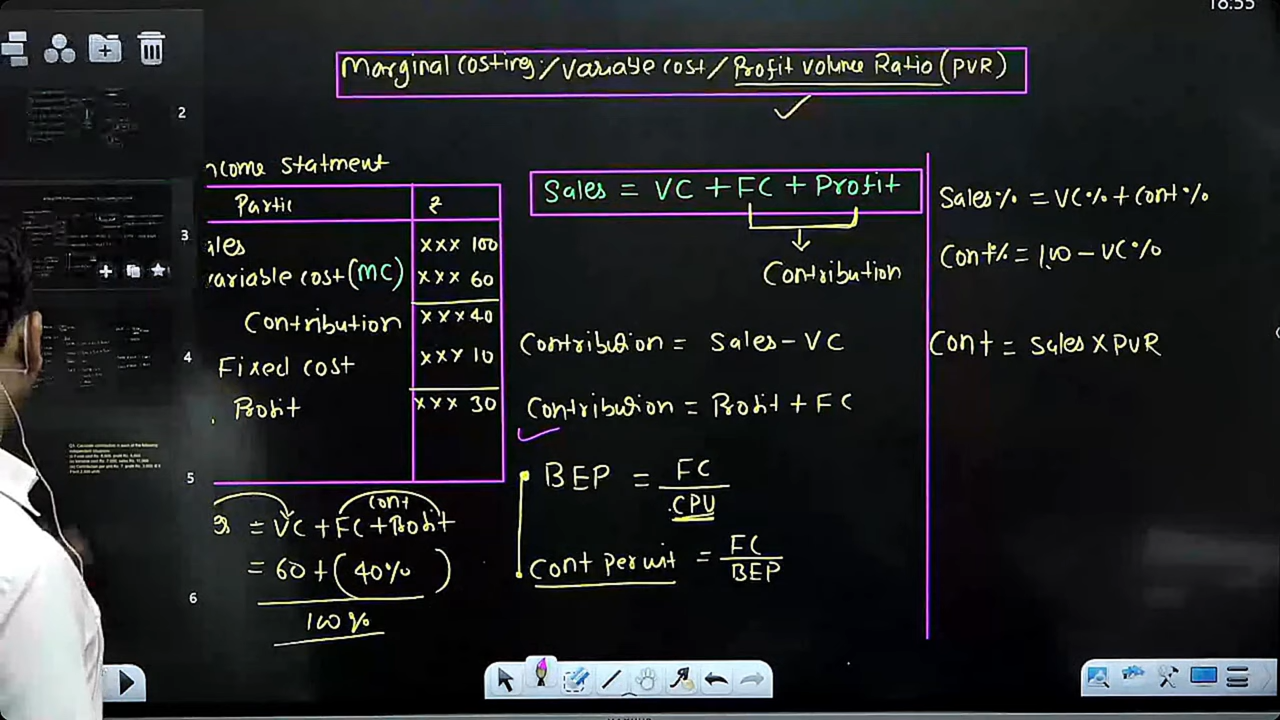 18:55
Marginal costing/variable cost/Profit volume Ratio (PVR)
ncome statment
Partic ₹
ales xxx 100
variable cost (MC) xxx 60
Contribution xxx 40
Fixed cost xxx 10
Profit xxx 30
= VC + FC + Profit
cont
= 60 + (40%)
100%
Sales = VC + FC + Profit
Contribution
Contribution = Sales - VC
Contribution = Profit + FC
BEP = FC / CPU
Cont per unit = FC / BEP
Sales% = VC% + Cont%
Cont% = 100 - VC%
Cont = Sales X PVR
2
3
4
5
6